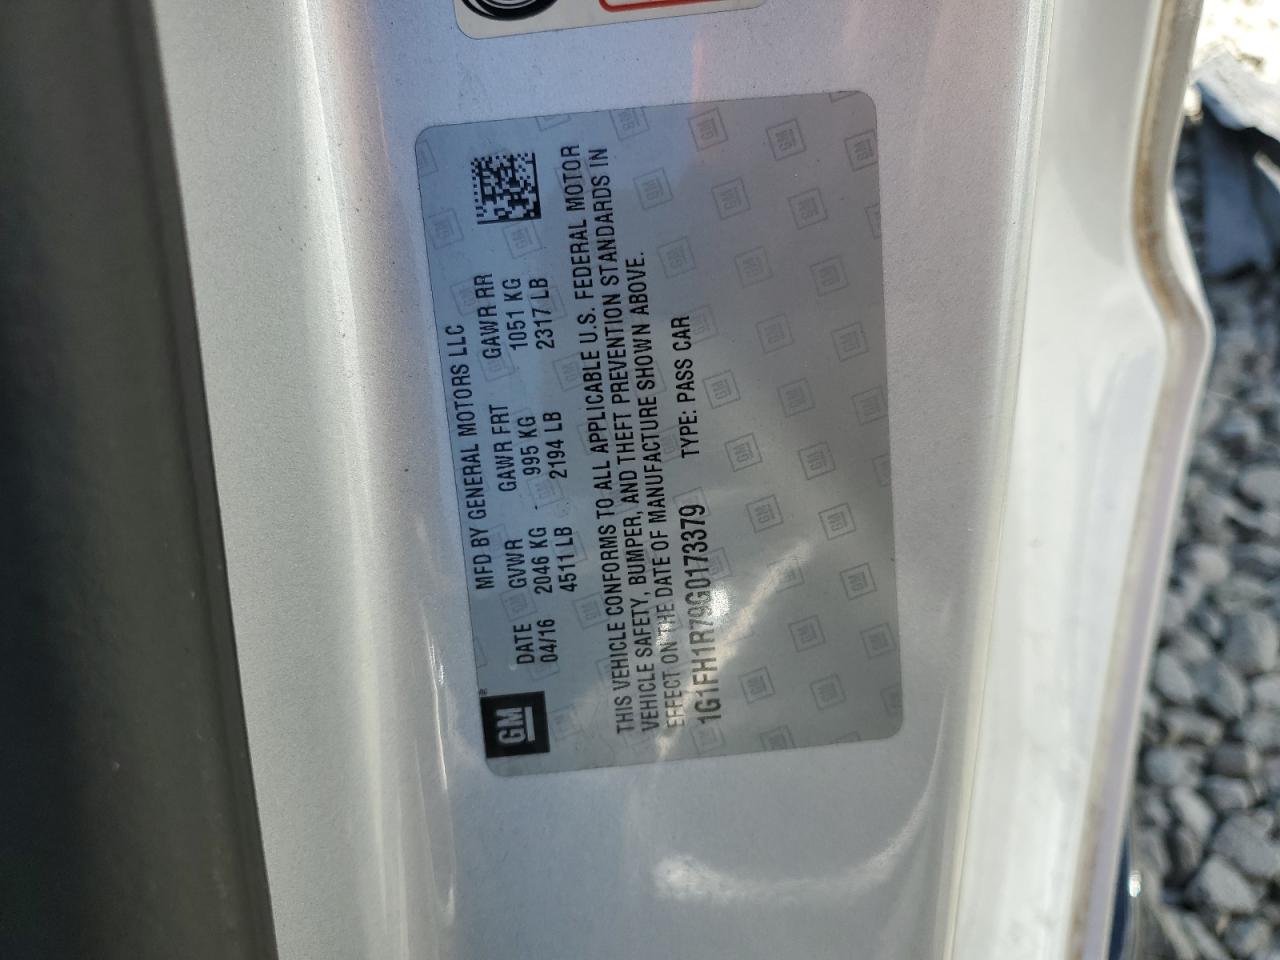 GM
MFD BY GENERAL MOTORS LLC
DATE GVWR GAWR FRT GAWR RR
04/16 2046 KG 995 KG 1051 KG
4511 LB 2194 LB 2317 LB
THIS VEHICLE CONFORMS TO ALL APPLICABLE U.S. FEDERAL MOTOR
VEHICLE SAFETY, BUMPER, AND THEFT PREVENTION STANDARDS IN
EFFECT ON THE DATE OF MANUFACTURE SHOWN ABOVE.
1G1FH1R79G0173379 TYPE: PASS CAR